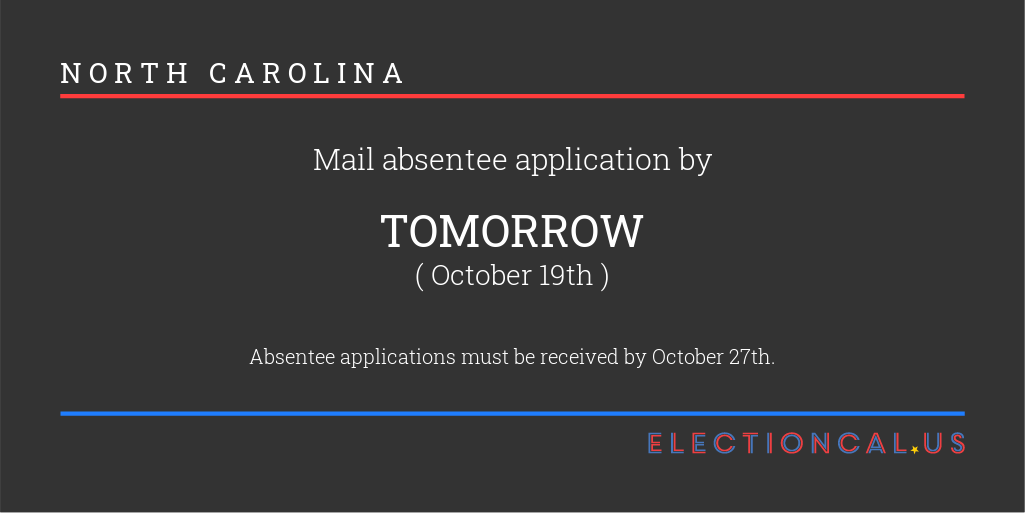 NORTH CAROLINA
Mail absentee application by
TOMORROW
( October 19th )
Absentee applications must be received by October 27th.
ELECTIONCAL.US